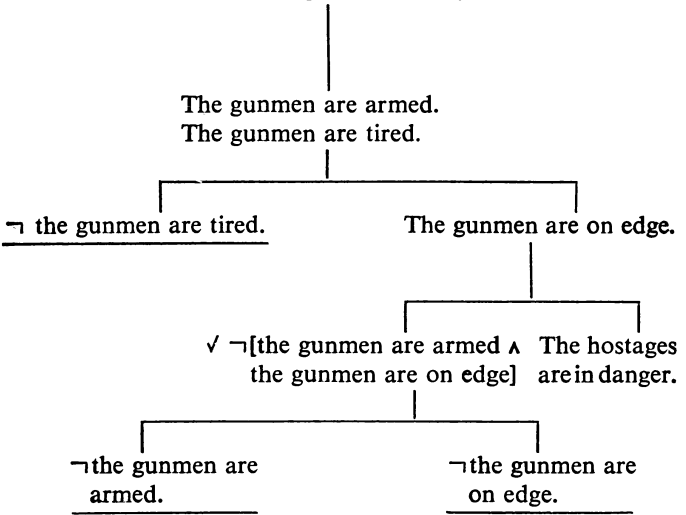 The gunmen are armed.
The gunmen are tired.
¬ the gunmen are tired. The gunmen are on edge.
√ ¬[the gunmen are armed ∧ The hostages
the gunmen are on edge] are in danger.
¬the gunmen are ¬the gunmen are
armed. on edge.